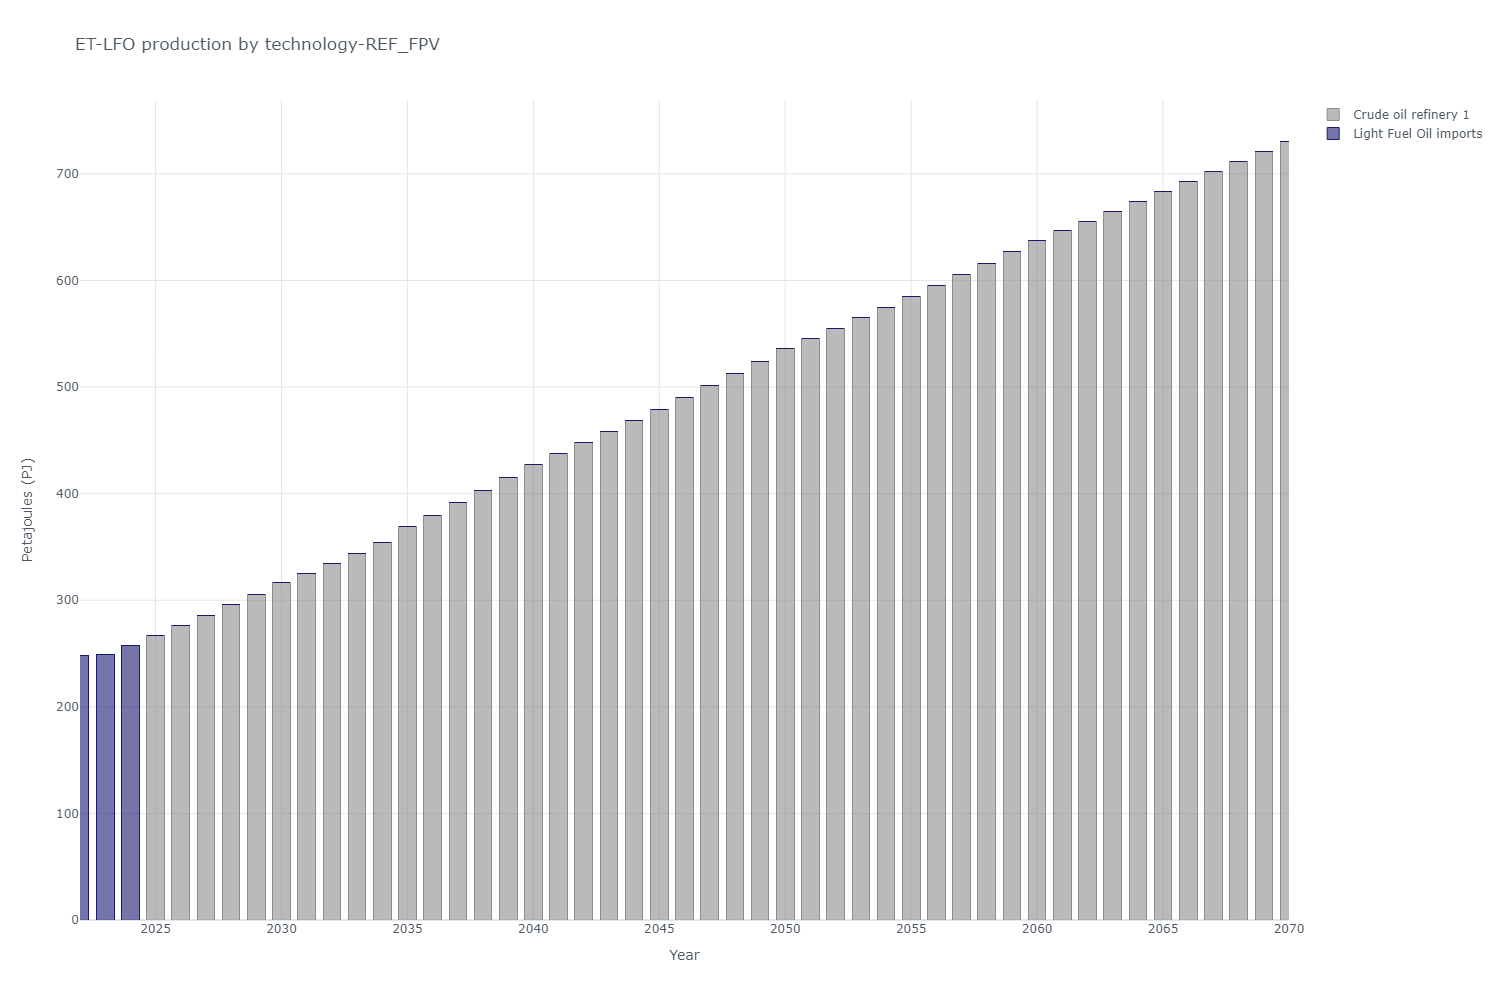 ET-LFO production by technology-REF_FPV
Crude oil refinery 1
Light Fuel Oil imports
Petajoules (PJ)
700
600
500
400
300
200
100
0
2025 2030 2035 2040 2045 2050 2055 2060 2065 2070
Year